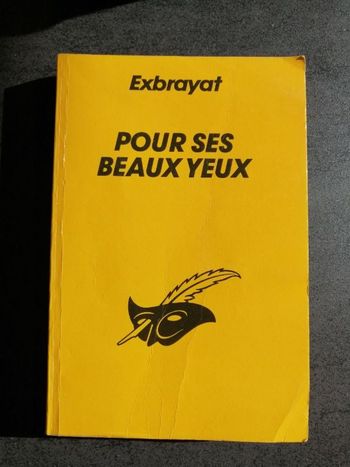 Exbrayat
POUR SES
BEAUX YEUX